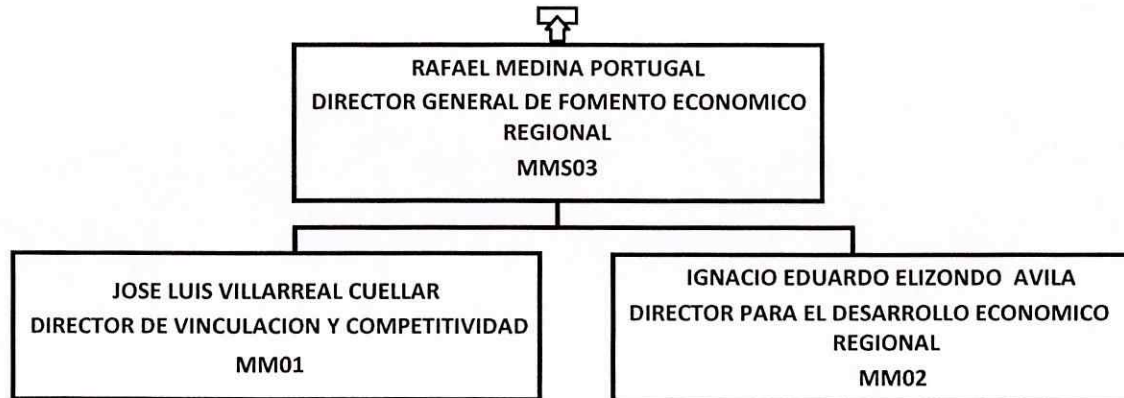 RAFAEL MEDINA PORTUGAL
DIRECTOR GENERAL DE FOMENTO ECONOMICO
REGIONAL
MMS03
JOSE LUIS VILLARREAL CUELLAR
DIRECTOR DE VINCULACION Y COMPETITIVIDAD
MM01
IGNACIO EDUARDO ELIZONDO AVILA
DIRECTOR PARA EL DESARROLLO ECONOMICO
REGIONAL
MM02